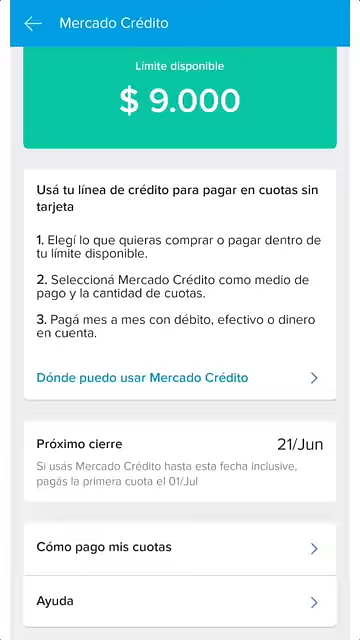 Mercado Crédito
Límite disponible
$ 9.000
Usá tu línea de crédito para pagar en cuotas sin
tarjeta
1. Elegí lo que quieras comprar o pagar dentro de
tu límite disponible.
2. Seleccioná Mercado Crédito como medio de
pago y la cantidad de cuotas.
3. Pagá mes a mes con débito, efectivo o dinero
en cuenta.
Dónde puedo usar Mercado Crédito
Próximo cierre 21/Jun
Si usás Mercado Crédito hasta esta fecha inclusive,
pagás la primera cuota el 01/Jul
Cómo pago mis cuotas
Ayuda